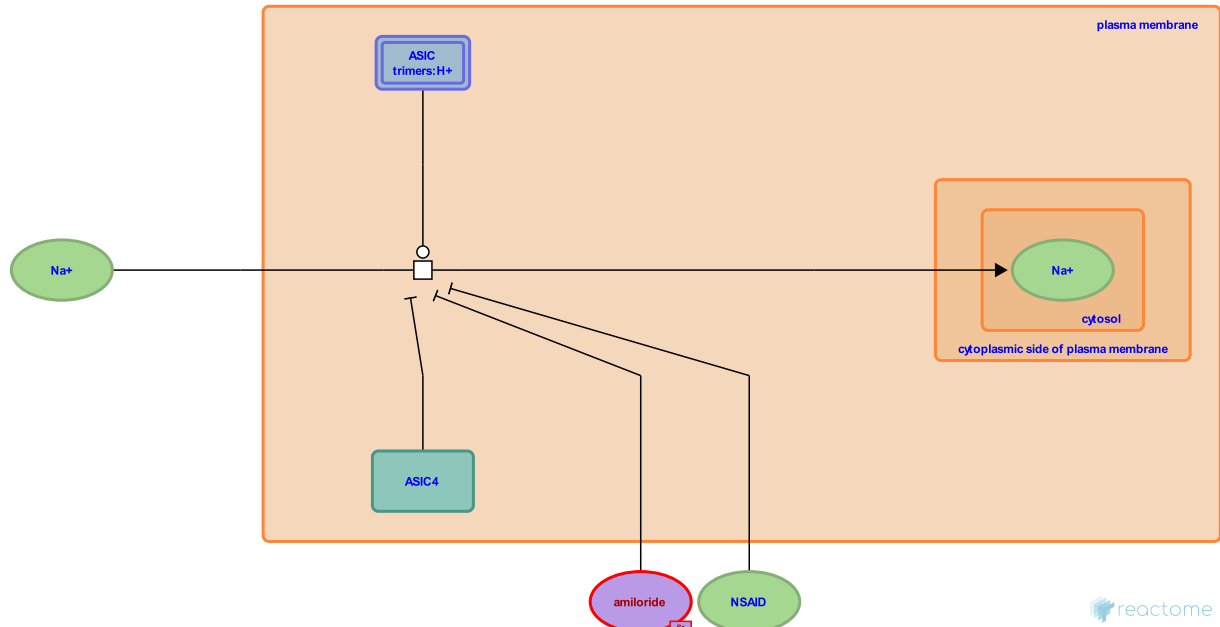 plasma membrane
ASIC
trimers:H+
Na+
Na+
cytosol
cytoplasmic side of plasma membrane
ASIC4
amiloride
NSAID
reactome